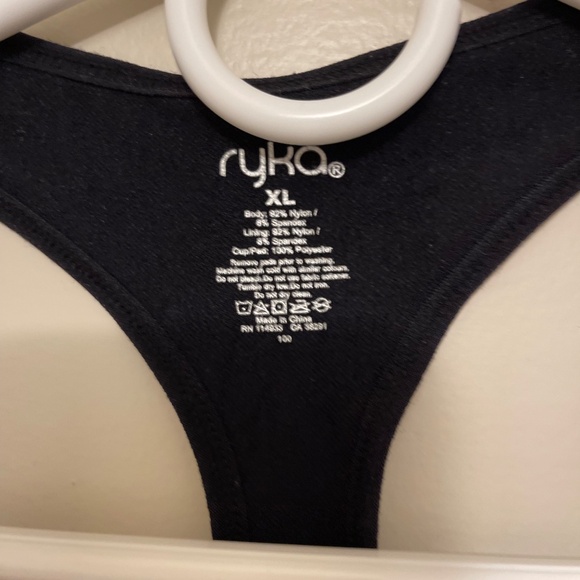 ryka®
XL
Body: 92% Nylon /
8% Spandex
Lining: 92% Nylon /
8% Spandex
Cup/Pad: 100% Polyester
Remove pads prior to washing.
Machine wash cold with similar colours.
Do not bleach. Do not use fabric softener.
Tumble dry low. Do not iron.
Do not dry clean.
Made in China
RN 114933 CA 38291
100